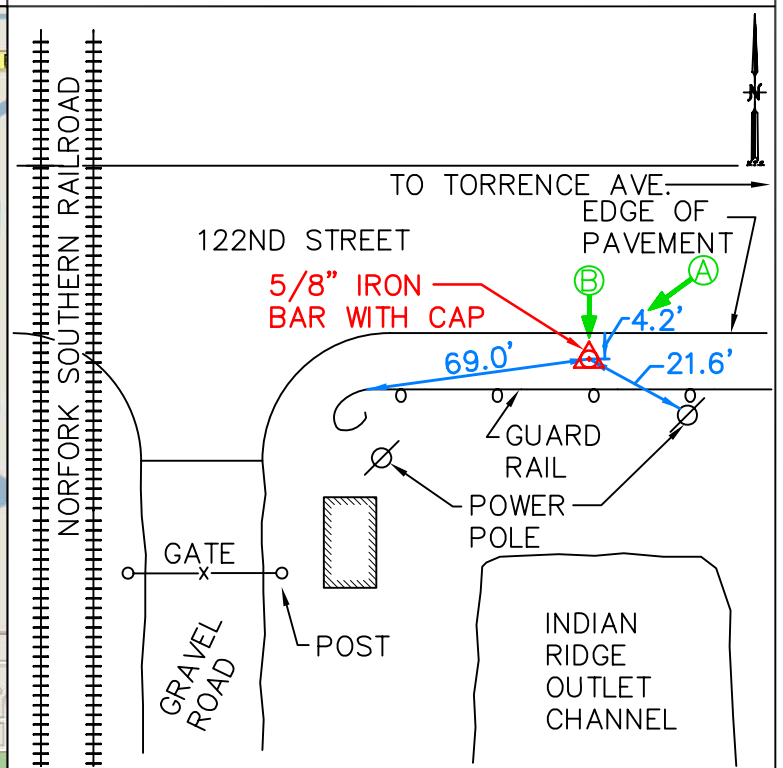 N
TO TORRENCE AVE.
EDGE OF
PAVEMENT
122ND STREET
5/8" IRON
BAR WITH CAP
B
A
4.2'
69.0'
21.6'
NORFORK SOUTHERN RAILROAD
GUARD
RAIL
POWER
POLE
GATE
X
POST
GRAVEL
ROAD
INDIAN
RIDGE
OUTLET
CHANNEL